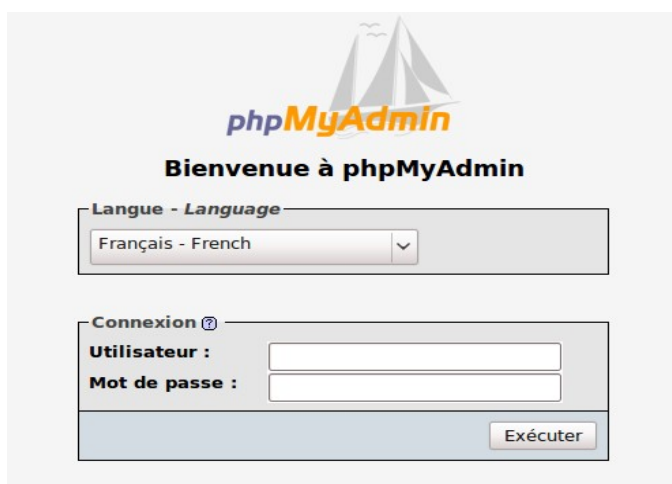 phpMyAdmin
Bienvenue à phpMyAdmin
Langue - Language
Français - French
Connexion ?
Utilisateur :
Mot de passe :
Exécuter